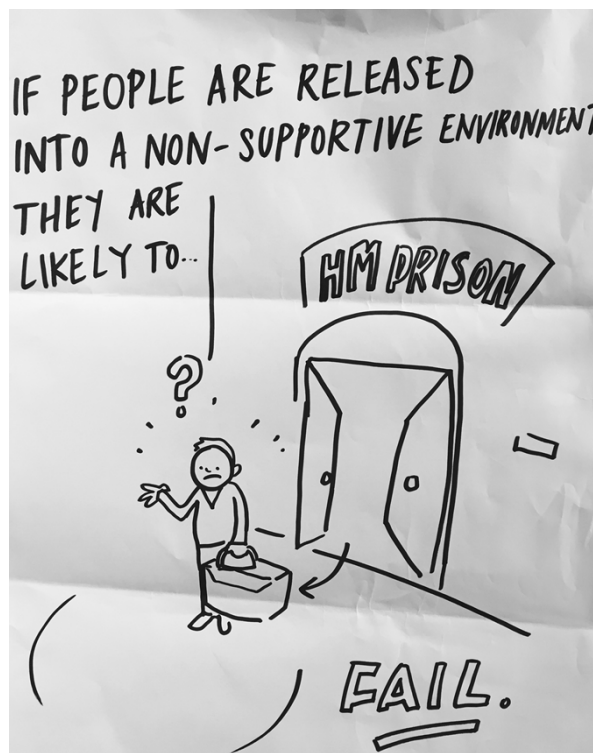 IF PEOPLE ARE RELEASED
INTO A NON-SUPPORTIVE ENVIRONMENT
THEY ARE
LIKELY TO...
HM PRISON
?
FAIL.